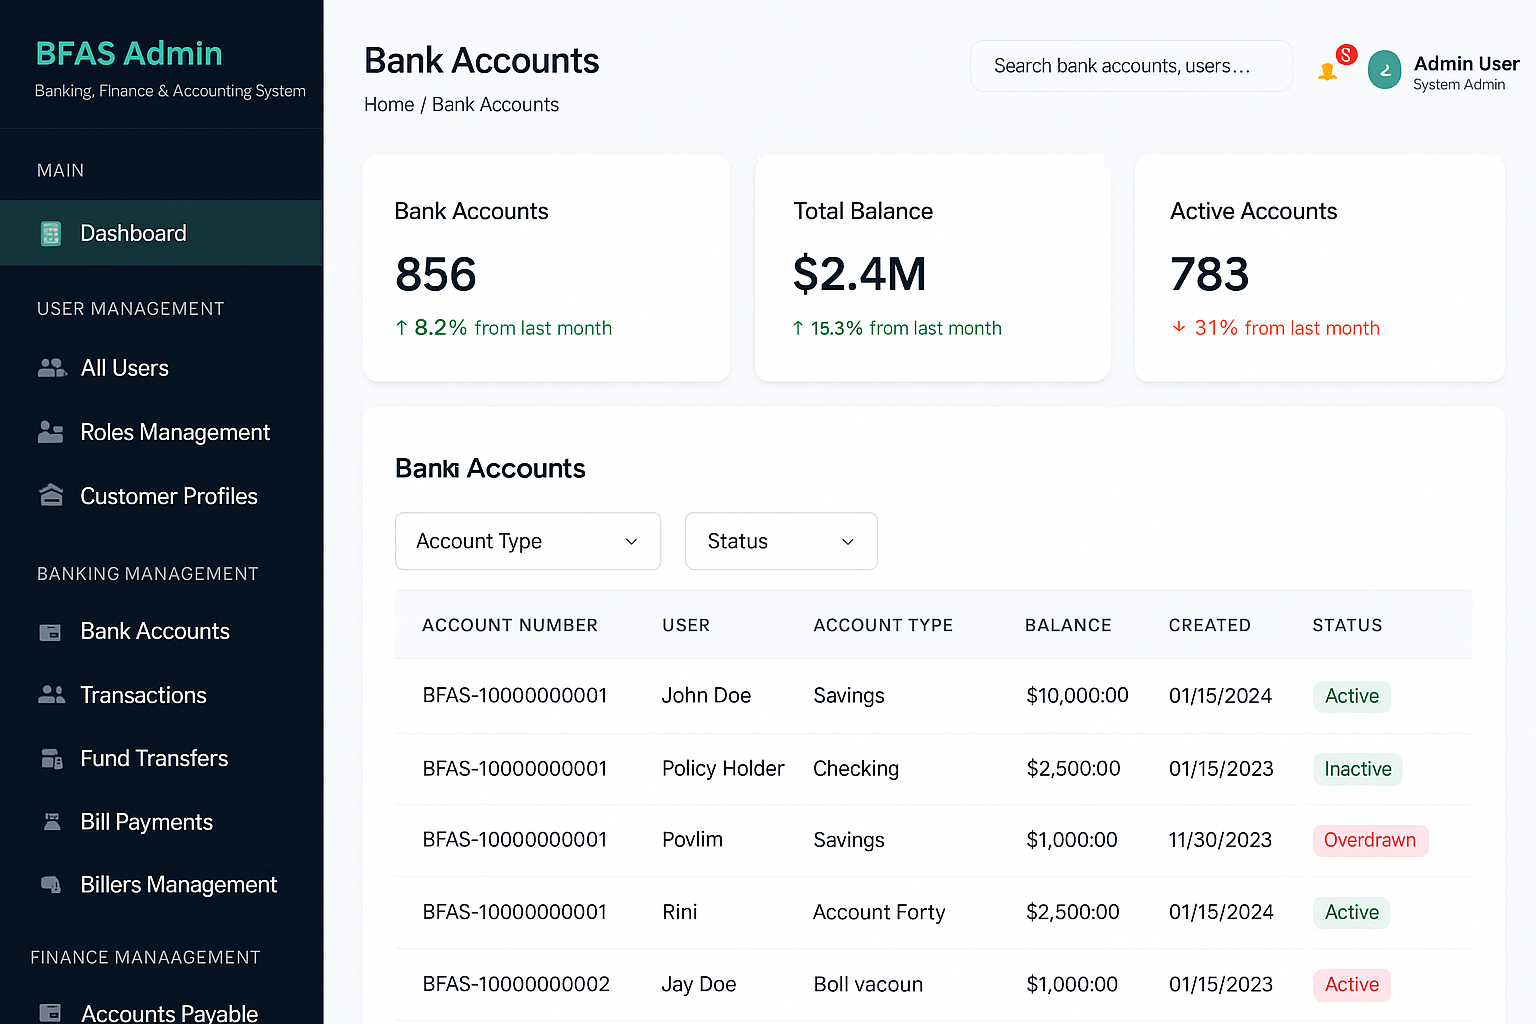 BFAS Admin
Banking, FInance & Accounting System
MAIN
Dashboard
USER MANAGEMENT
All Users
Roles Management
Customer Profiles
BANKING MANAGEMENT
Bank Accounts
Transactions
Fund Transfers
Bill Payments
Billers Management
FINANCE MANAAGEMENT
Accounts Payable
Bank Accounts
Home / Bank Accounts
Search bank accounts, users...
S
Admin User
System Admin
Bank Accounts
856
↑ 8.2% from last month
Total Balance
$2.4M
↑ 15.3% from last month
Active Accounts
783
↓ 31% from last month
Banki Accounts
Account Type
Status
ACCOUNT NUMBER USER ACCOUNT TYPE BALANCE CREATED STATUS
BFAS-10000000001 John Doe Savings $10,000:00 01/15/2024 Active
BFAS-10000000001 Policy Holder Checking $2,500:00 01/15/2023 Inactive
BFAS-10000000001 Povlim Savings $1,000:00 11/30/2023 Overdrawn
BFAS-10000000001 Rini Account Forty $2,500:00 01/15/2024 Active
BFAS-10000000002 Jay Doe Boll vacoun $1,000:00 01/15/2023 Active